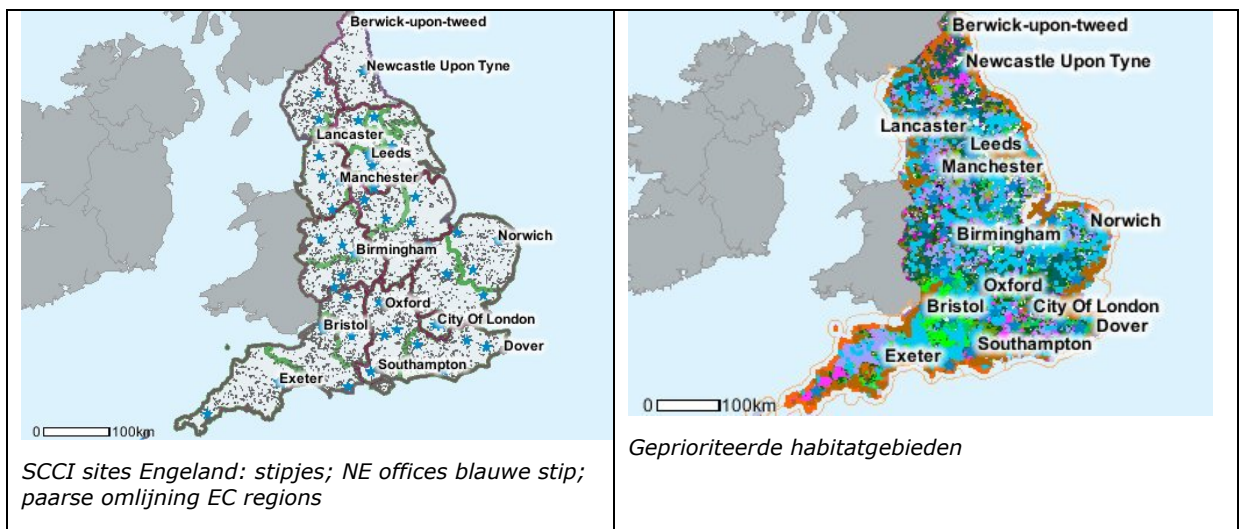 Berwick-upon-tweed
Newcastle Upon Tyne
Lancaster
Leeds
Manchester
Norwich
Birmingham
Oxford
City Of London
Bristol
Dover
Southampton
Exeter
0 100km
SCCI sites Engeland: stipjes; NE offices blauwe stip;
paarse omlijning EC regions
Berwick-upon-tweed
Newcastle Upon Tyne
Lancaster
Leeds
Manchester
Norwich
Birmingham
Oxford
Bristol
City Of London
Dover
Southampton
Exeter
0 100km
Geprioriteerde habitatgebieden